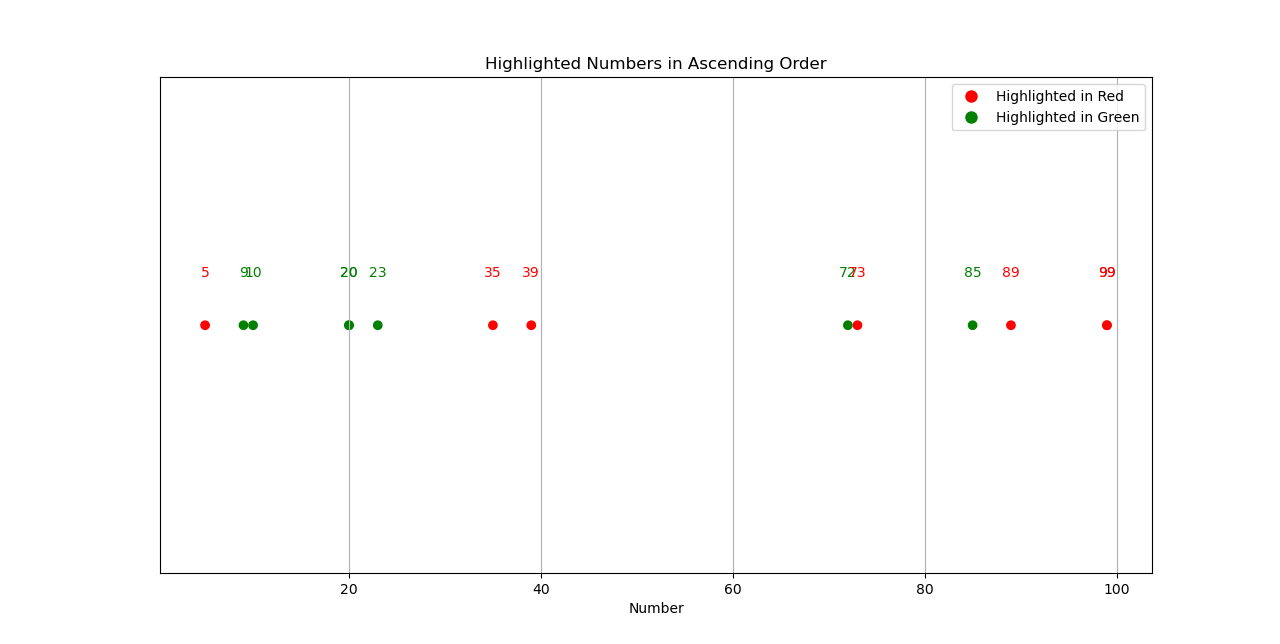 Highlighted Numbers in Ascending Order
Highlighted in Red
Highlighted in Green
5 9 10 20 23 35 39 72 73 85 89 99
20 40 60 80 100
Number